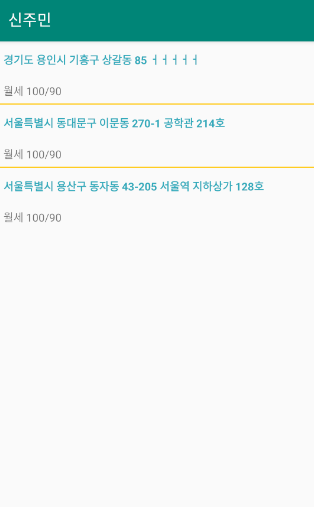 신주민
경기도 용인시 기흥구 상갈동 85 ㅕㅕㅕㅕㅕ
월세 100/90
서울특별시 동대문구 이문동 270-1 공학관 214호
월세 100/90
서울특별시 용산구 동자동 43-205 서울역 지하상가 128호
월세 100/90